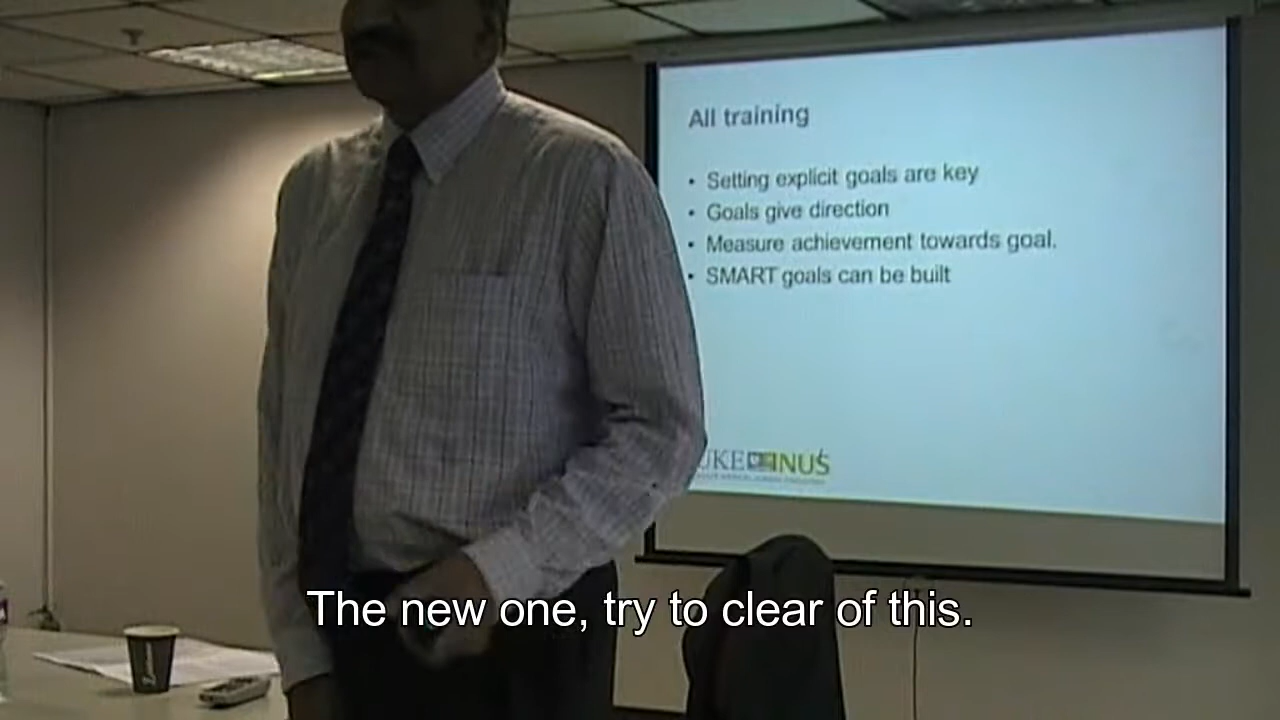 All training
• Setting explicit goals are key
• Goals give direction
• Measure achievement towards goal.
• SMART goals can be built
UKE NUS
The new one, try to clear of this.